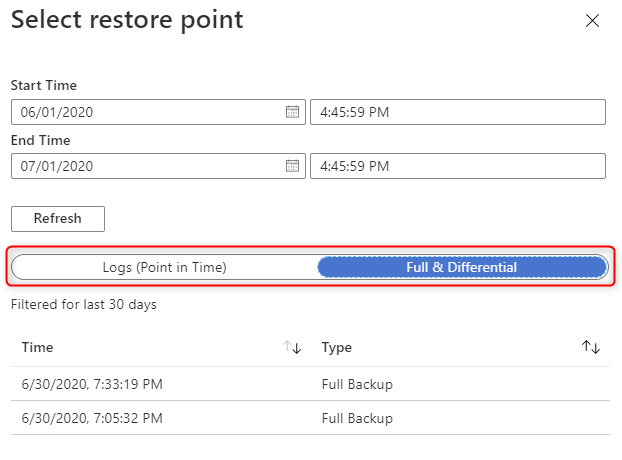 Select restore point
Start Time
06/01/2020 4:45:59 PM
End Time
07/01/2020 4:45:59 PM
Refresh
Logs (Point in Time) Full & Differential
Filtered for last 30 days
Time Type
6/30/2020, 7:33:19 PM Full Backup
6/30/2020, 7:05:32 PM Full Backup